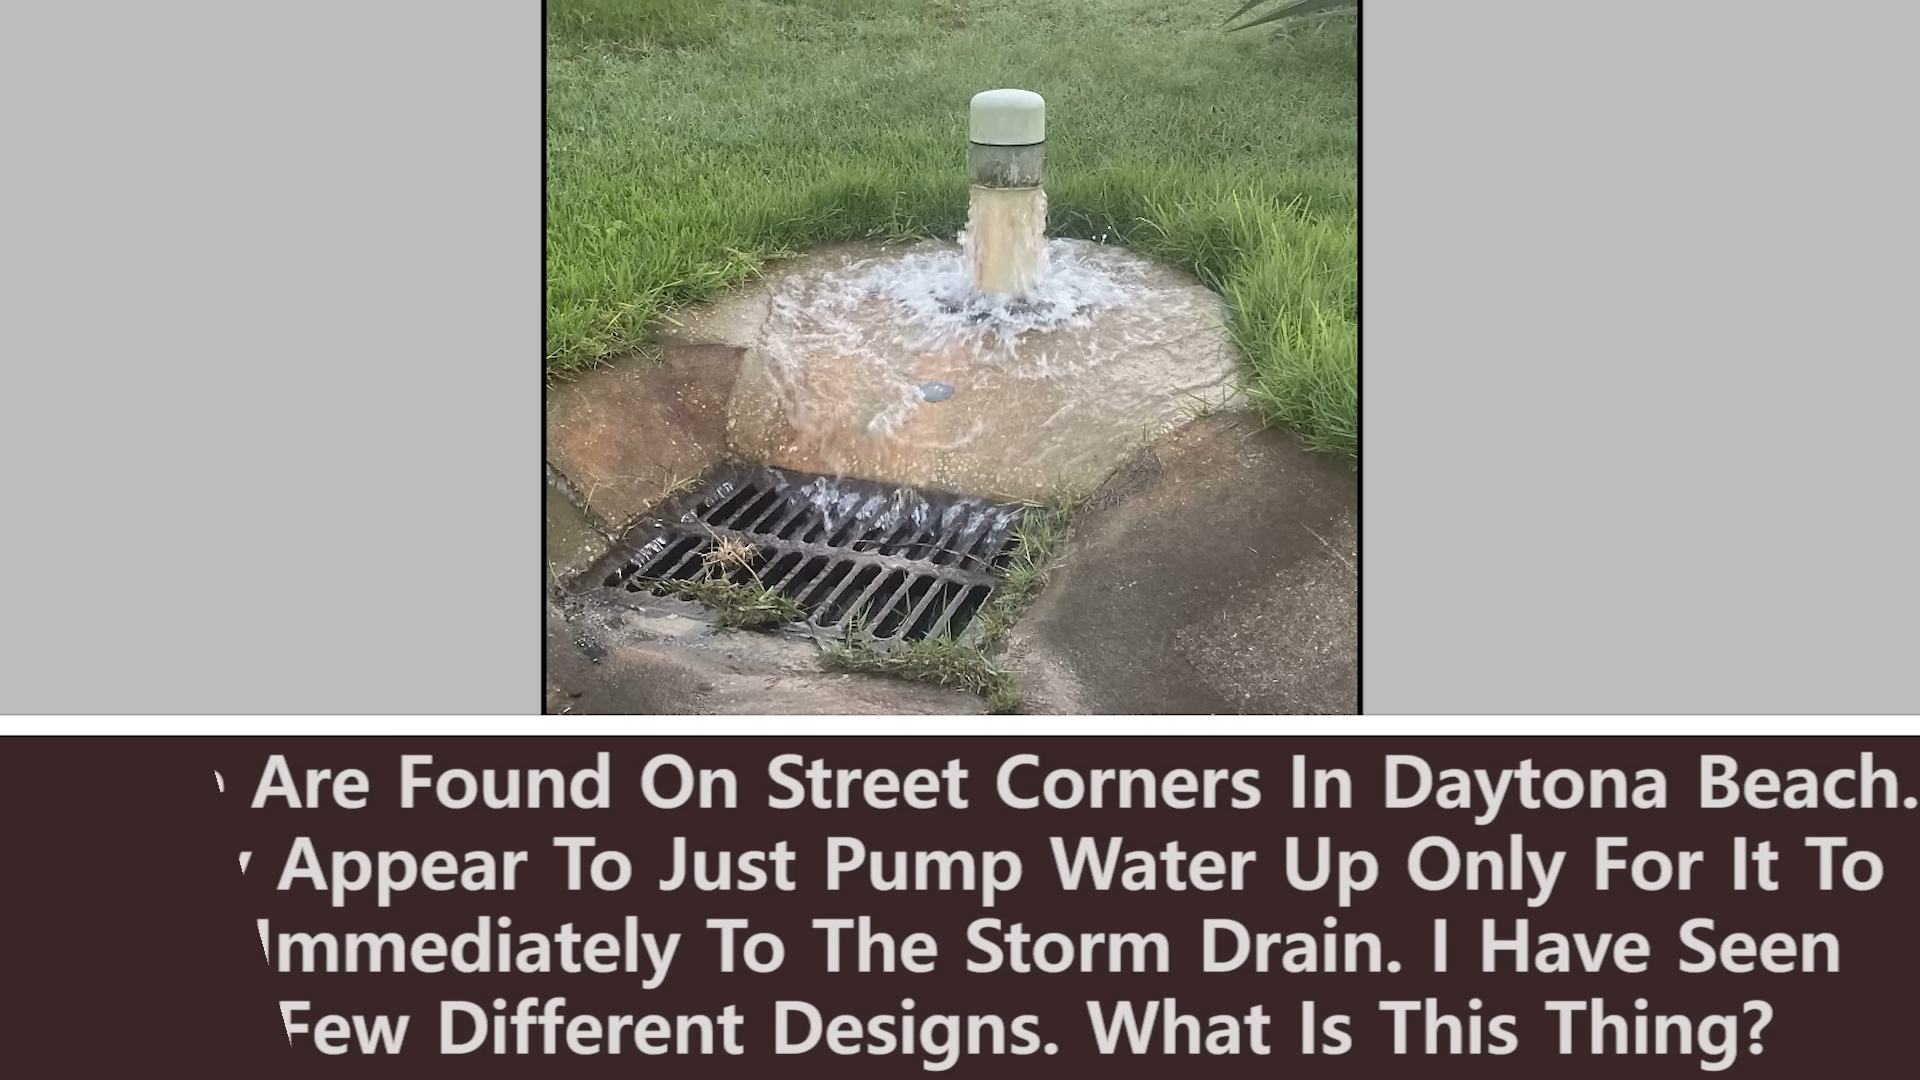 Are Found On Street Corners In Daytona Beach.
Appear To Just Pump Water Up Only For It To
Immediately To The Storm Drain. I Have Seen
Few Different Designs. What Is This Thing?